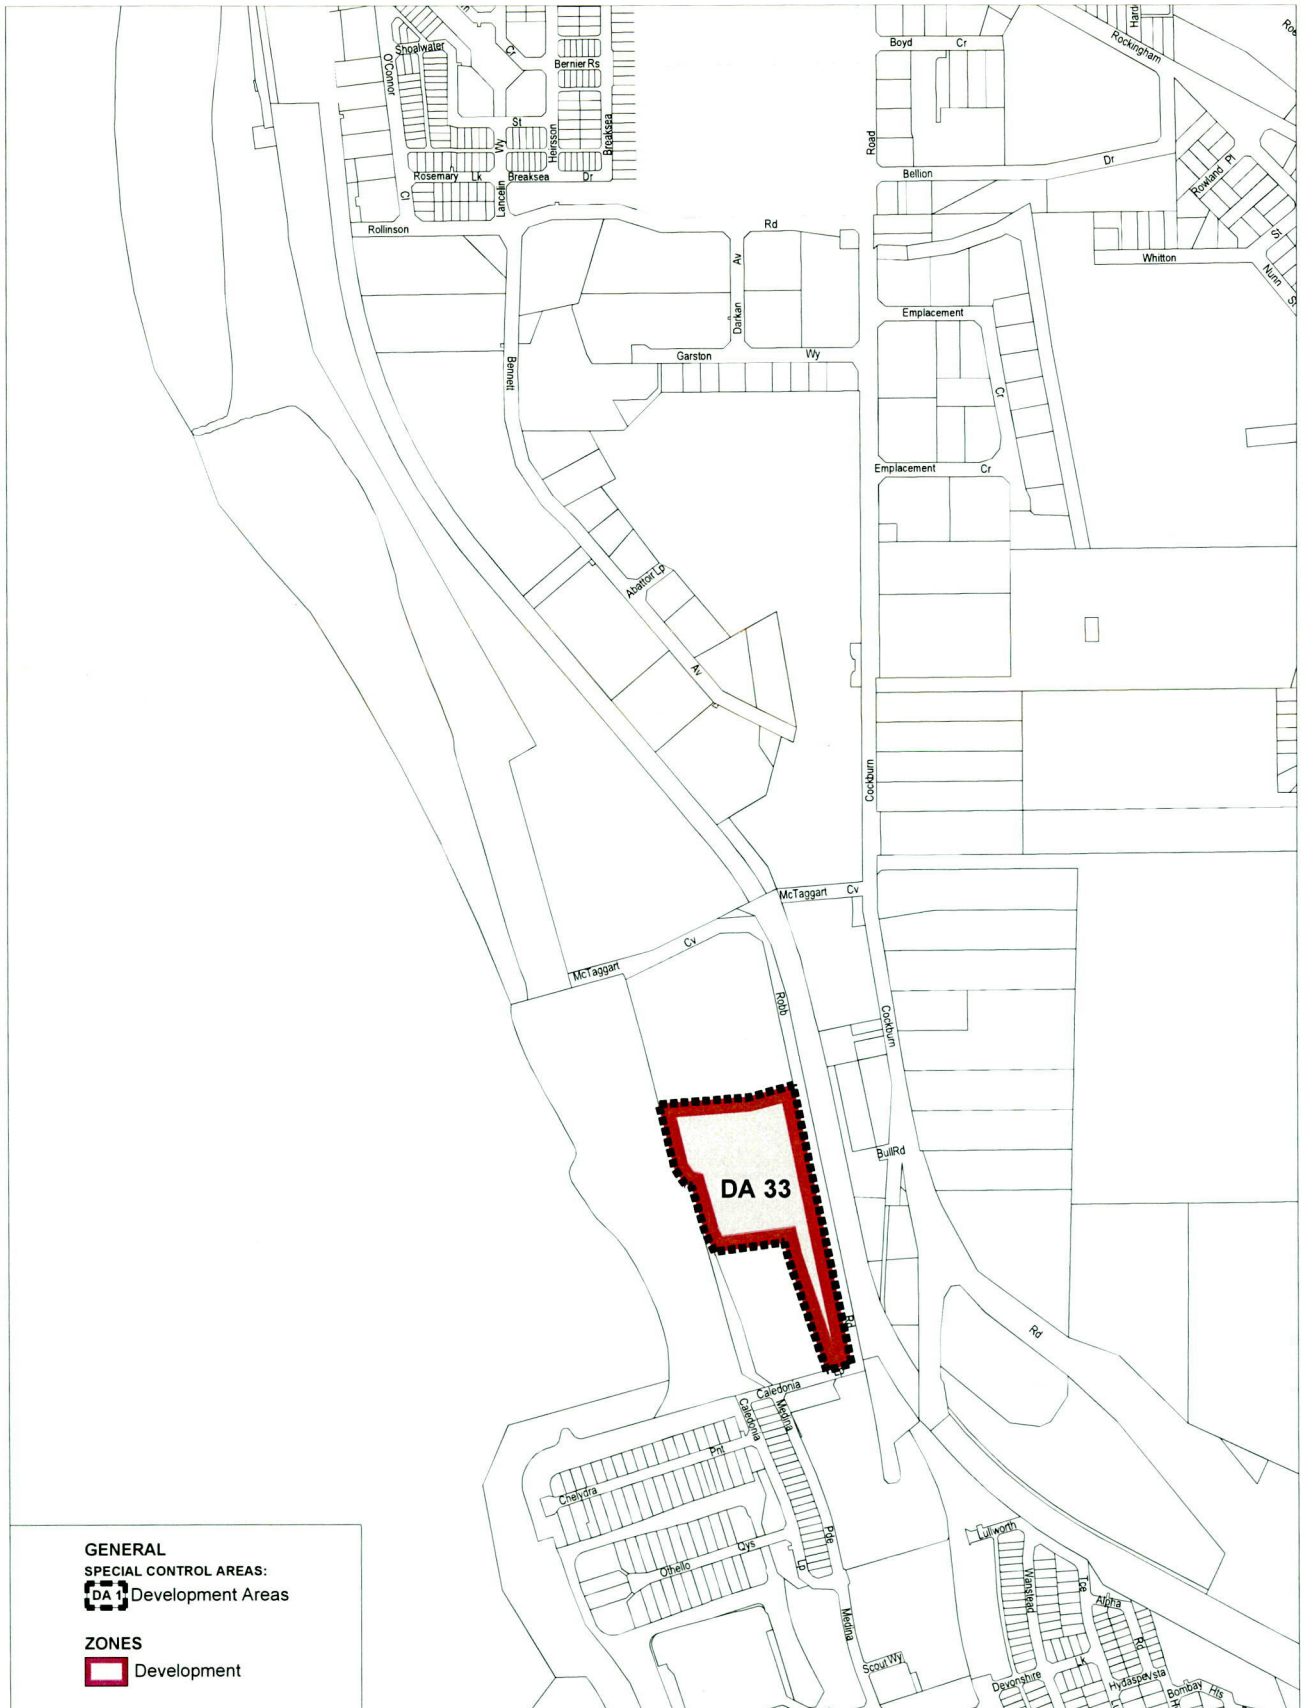 Shoalwater
O'Connor
Cr
Bernier Rs
St
Wy
Heirsson
Breaksea
Rosemary Lk
Breaksea Dr
Lancelin
Cl
Rollinson
Rd
Boyd Cr
Rockingham
Road
Bellion
Dr
Rowland Pl
St
Whitton
Nunn
St
Bennett
Darkan
Av
Garston
Wy
Emplacement
Cr
Emplacement Cr
Abattoir Lp
Av
Cockburn
McTaggart Cv
Cv
McTaggart
Robb
Cockburn
BullRd
DA 33
Rd
Rd
Caledonia
Caledonia
Medina
Pnt
Chelydra
Qys
Othello
Pde
Lp
Medina
Scout Wy
Lullworth
Wanstead
Tce
Alpha
Rd
Lk
Devonshire
Hydaspe
Vsta
Bombay Hts
GENERAL
SPECIAL CONTROL AREAS:
DA 1 Development Areas
ZONES
Development